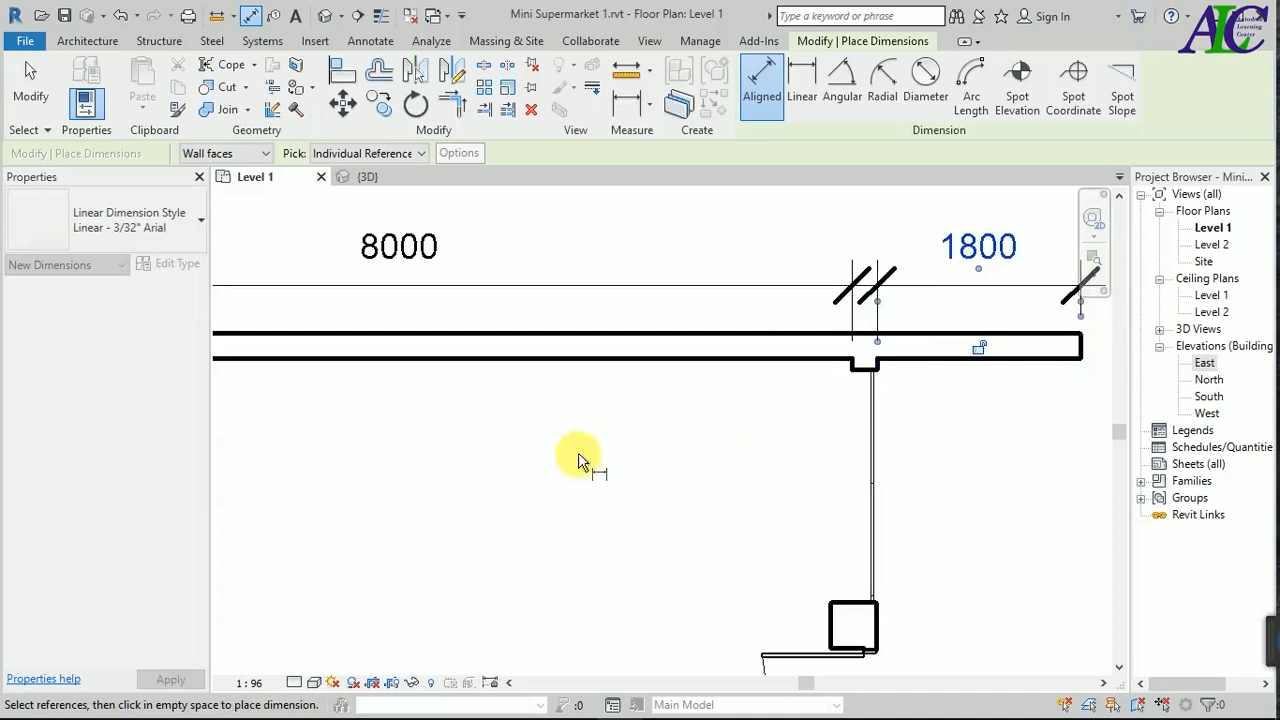 Mini Supermarket 1.rvt - Floor Plan: Level 1
Type a keyword or phrase
Sign In
ALC
File Architecture Structure Steel Systems Insert Annotate Analyze Massing & Site Collaborate View Manage Add-Ins Modify | Place Dimensions
Modify
Paste
Cope
Cut
Join
Aligned Linear Angular Radial Diameter Arc Length Spot Elevation Spot Coordinate Spot Slope
Select Properties Clipboard Geometry Modify View Measure Create Dimension
Modify | Place Dimensions Wall faces Pick: Individual Reference Options
Properties
Level 1
{3D}
Project Browser - Mini...
Linear Dimension Style
Linear - 3/32" Arial
New Dimensions Edit Type
8000
1800
2D
Views (all)
Floor Plans
Level 1
Level 2
Site
Ceiling Plans
Level 1
Level 2
3D Views
Elevations (Building
East
North
South
West
Legends
Schedules/Quantitie
Sheets (all)
Families
Groups
Revit Links
Properties help Apply
1 : 96
Select references, then click in empty space to place dimension.
:0
Main Model
:0